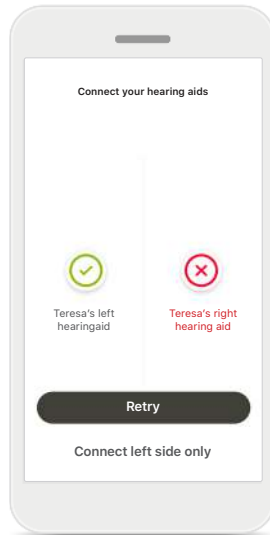 Connect your hearing aids
Teresa's left
hearingaid
Teresa's right
hearing aid
Retry
Connect left side only